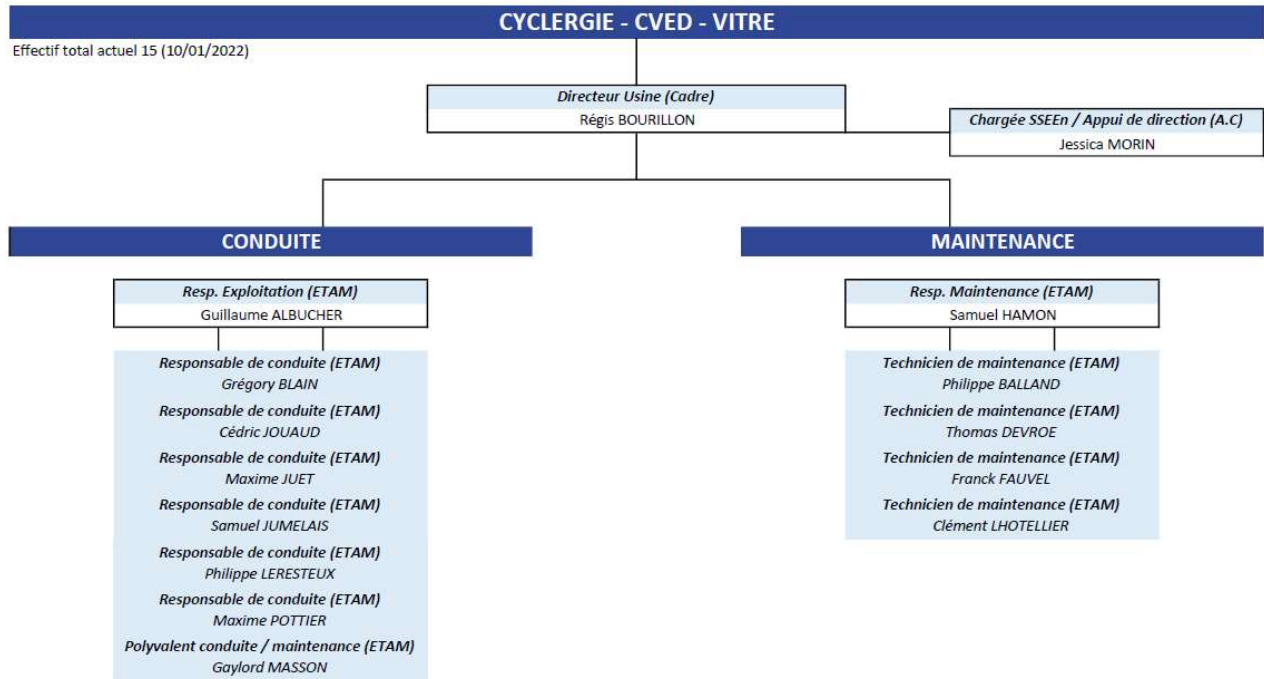 CYCLERGIE - CVED - VITRE
Effectif total actuel 15 (10/01/2022)
Directeur Usine (Cadre)
Régis BOURILLON
Chargée SSEEn / Appui de direction (A.C)
Jessica MORIN
CONDUITE
Resp. Exploitation (ETAM)
Guillaume ALBUCHER
Responsable de conduite (ETAM)
Grégory BLAIN
Responsable de conduite (ETAM)
Cédric JOUAUD
Responsable de conduite (ETAM)
Maxime JUET
Responsable de conduite (ETAM)
Samuel JUMELAIS
Responsable de conduite (ETAM)
Philippe LERESTEUX
Responsable de conduite (ETAM)
Maxime POTTIER
Polyvalent conduite / maintenance (ETAM)
Gaylord MASSON
MAINTENANCE
Resp. Maintenance (ETAM)
Samuel HAMON
Technicien de maintenance (ETAM)
Philippe BALLAND
Technicien de maintenance (ETAM)
Thomas DEVROE
Technicien de maintenance (ETAM)
Franck FAUVEL
Technicien de maintenance (ETAM)
Clément LHOTELLIER